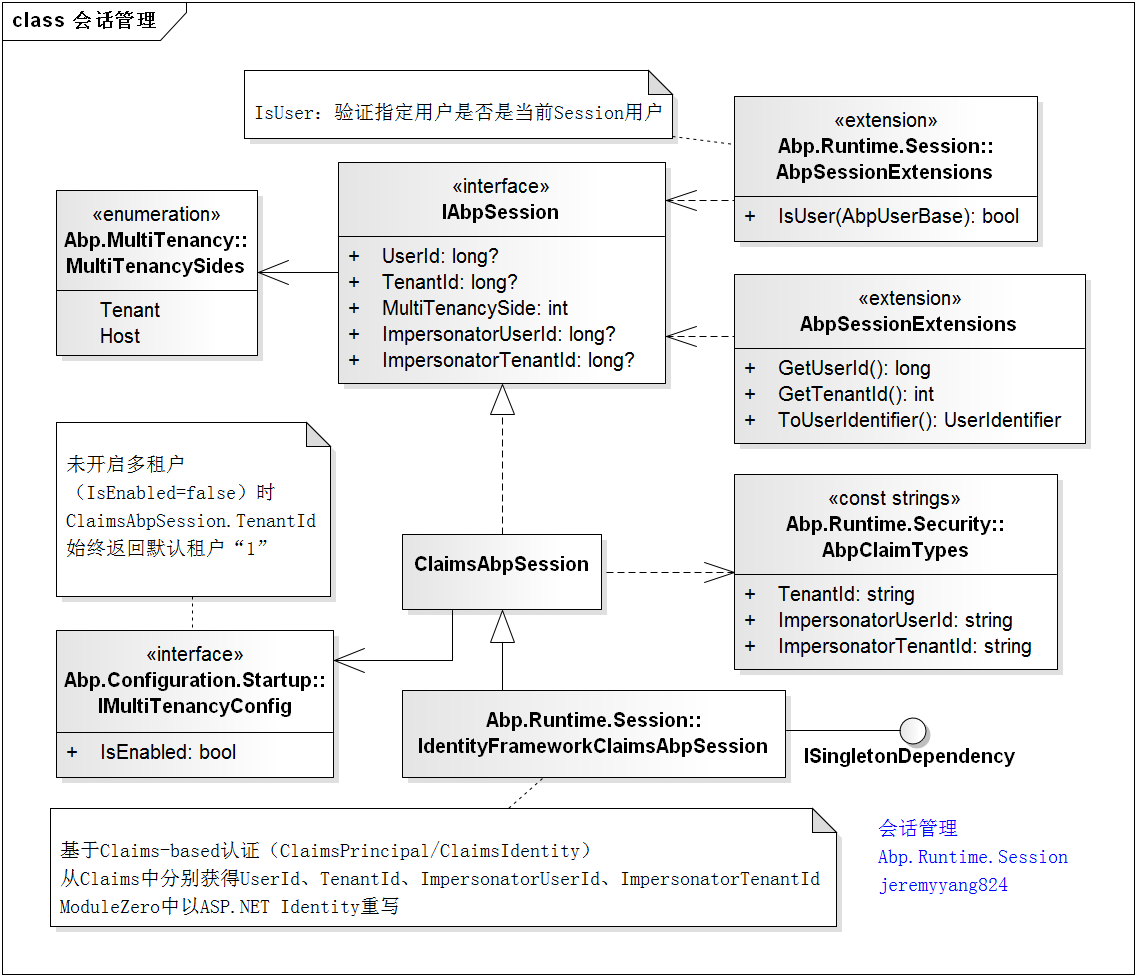 class 会话管理
IsUser：验证指定用户是否是当前Session用户
«extension»
Abp.Runtime.Session::
AbpSessionExtensions
+ IsUser(AbpUserBase): bool
«interface»
IAbpSession
+ UserId: long?
+ TenantId: long?
+ MultiTenancySide: int
+ ImpersonatorUserId: long?
+ ImpersonatorTenantId: long?
«enumeration»
Abp.MultiTenancy::
MultiTenancySides
Tenant
Host
«extension»
AbpSessionExtensions
+ GetUserId(): long
+ GetTenantId(): int
+ ToUserIdentifier(): UserIdentifier
未开启多租户
（IsEnabled=false）时
ClaimsAbpSession.TenantId
始终返回默认租户“1”
«const strings»
Abp.Runtime.Security::
AbpClaimTypes
+ TenantId: string
+ ImpersonatorUserId: string
+ ImpersonatorTenantId: string
ClaimsAbpSession
«interface»
Abp.Configuration.Startup::
IMultiTenancyConfig
+ IsEnabled: bool
Abp.Runtime.Session::
IdentityFrameworkClaimsAbpSession
ISingletonDependency
基于Claims-based认证（ClaimsPrincipal/ClaimsIdentity）
从Claims中分别获得UserId、TenantId、ImpersonatorUserId、ImpersonatorTenantId
ModuleZero中以ASP.NET Identity重写
会话管理
Abp.Runtime.Session
jeremyyang824